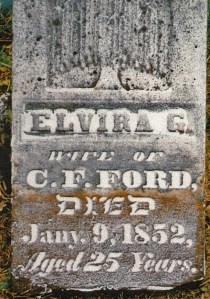 ELVIRA G.
WIFE OF
C. F. FORD,
DIED
Jany. 9, 1852,
Aged 25 Years.